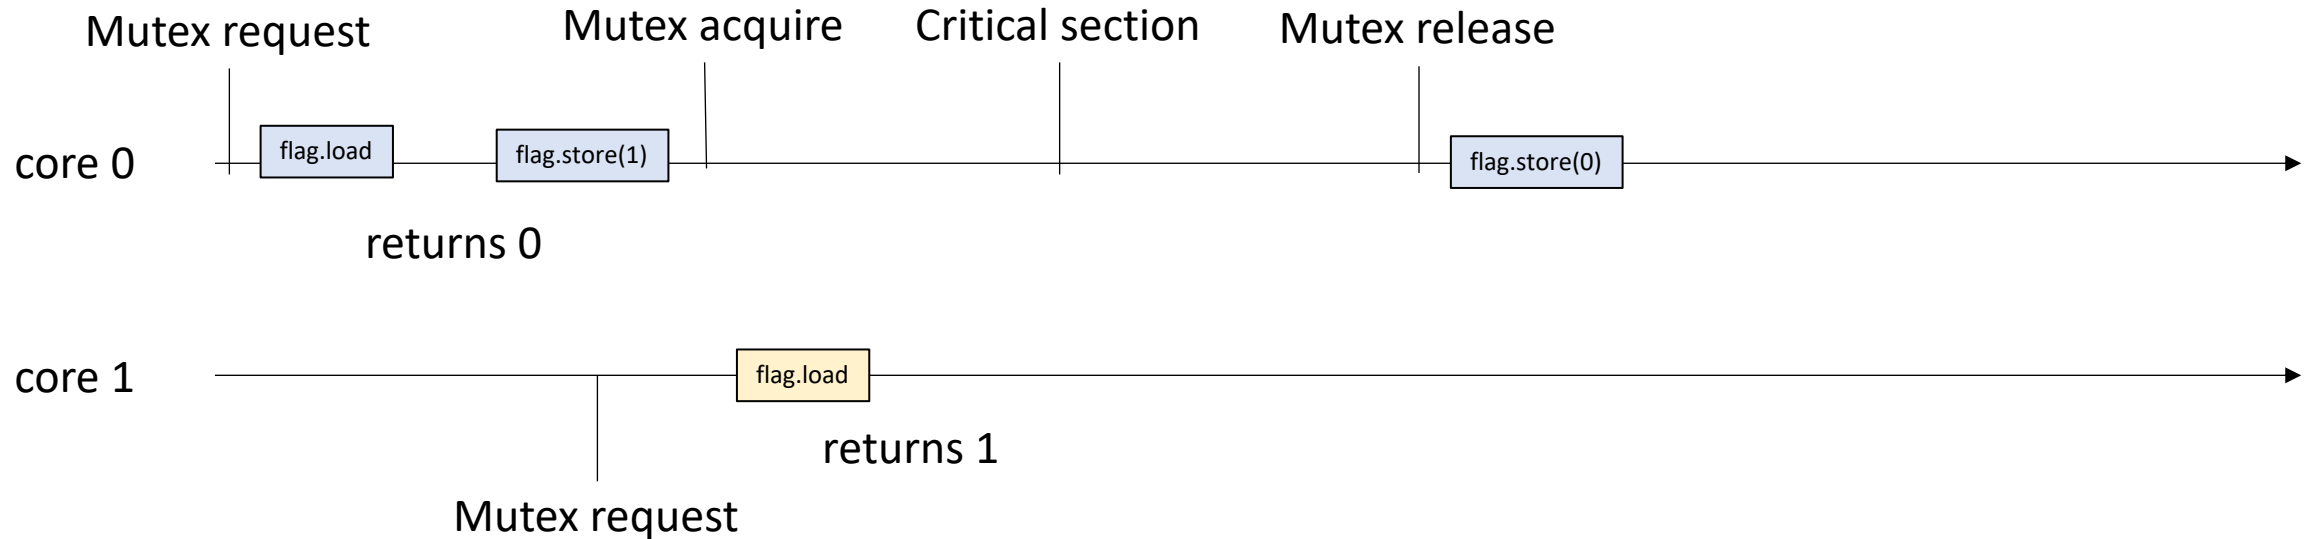 Mutex request
Mutex acquire
Critical section
Mutex release
core 0
flag.load
flag.store(1)
flag.store(0)
returns 0
core 1
flag.load
returns 1
Mutex request